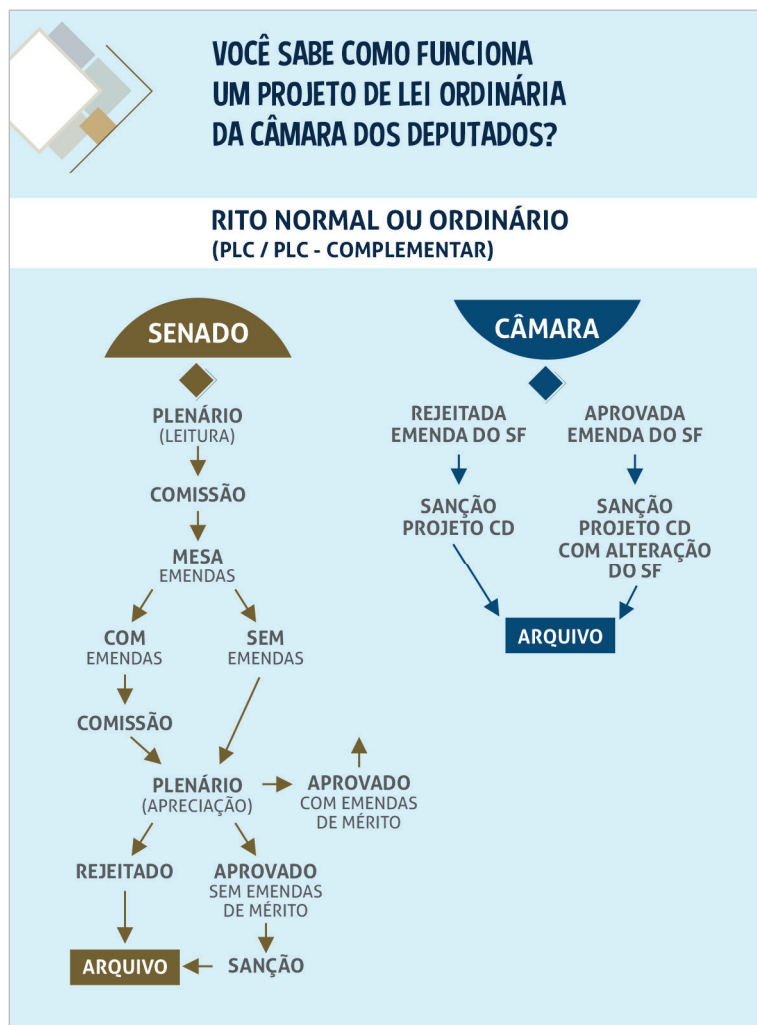 VOCÊ SABE COMO FUNCIONA
UM PROJETO DE LEI ORDINÁRIA
DA CÂMARA DOS DEPUTADOS?
RITO NORMAL OU ORDINÁRIO
(PLC / PLC - COMPLEMENTAR)
SENADO
PLENÁRIO
(LEITURA)
COMISSÃO
MESA
EMENDAS
COM
EMENDAS
SEM
EMENDAS
COMISSÃO
PLENÁRIO
(APRECIAÇÃO)
APROVADO
COM EMENDAS
DE MÉRITO
REJEITADO
APROVADO
SEM EMENDAS
DE MÉRITO
ARQUIVO
SANÇÃO
CÂMARA
REJEITADA
EMENDA DO SF
APROVADA
EMENDA DO SF
SANÇÃO
PROJETO CD
SANÇÃO
PROJETO CD
COM ALTERAÇÃO
DO SF
ARQUIVO